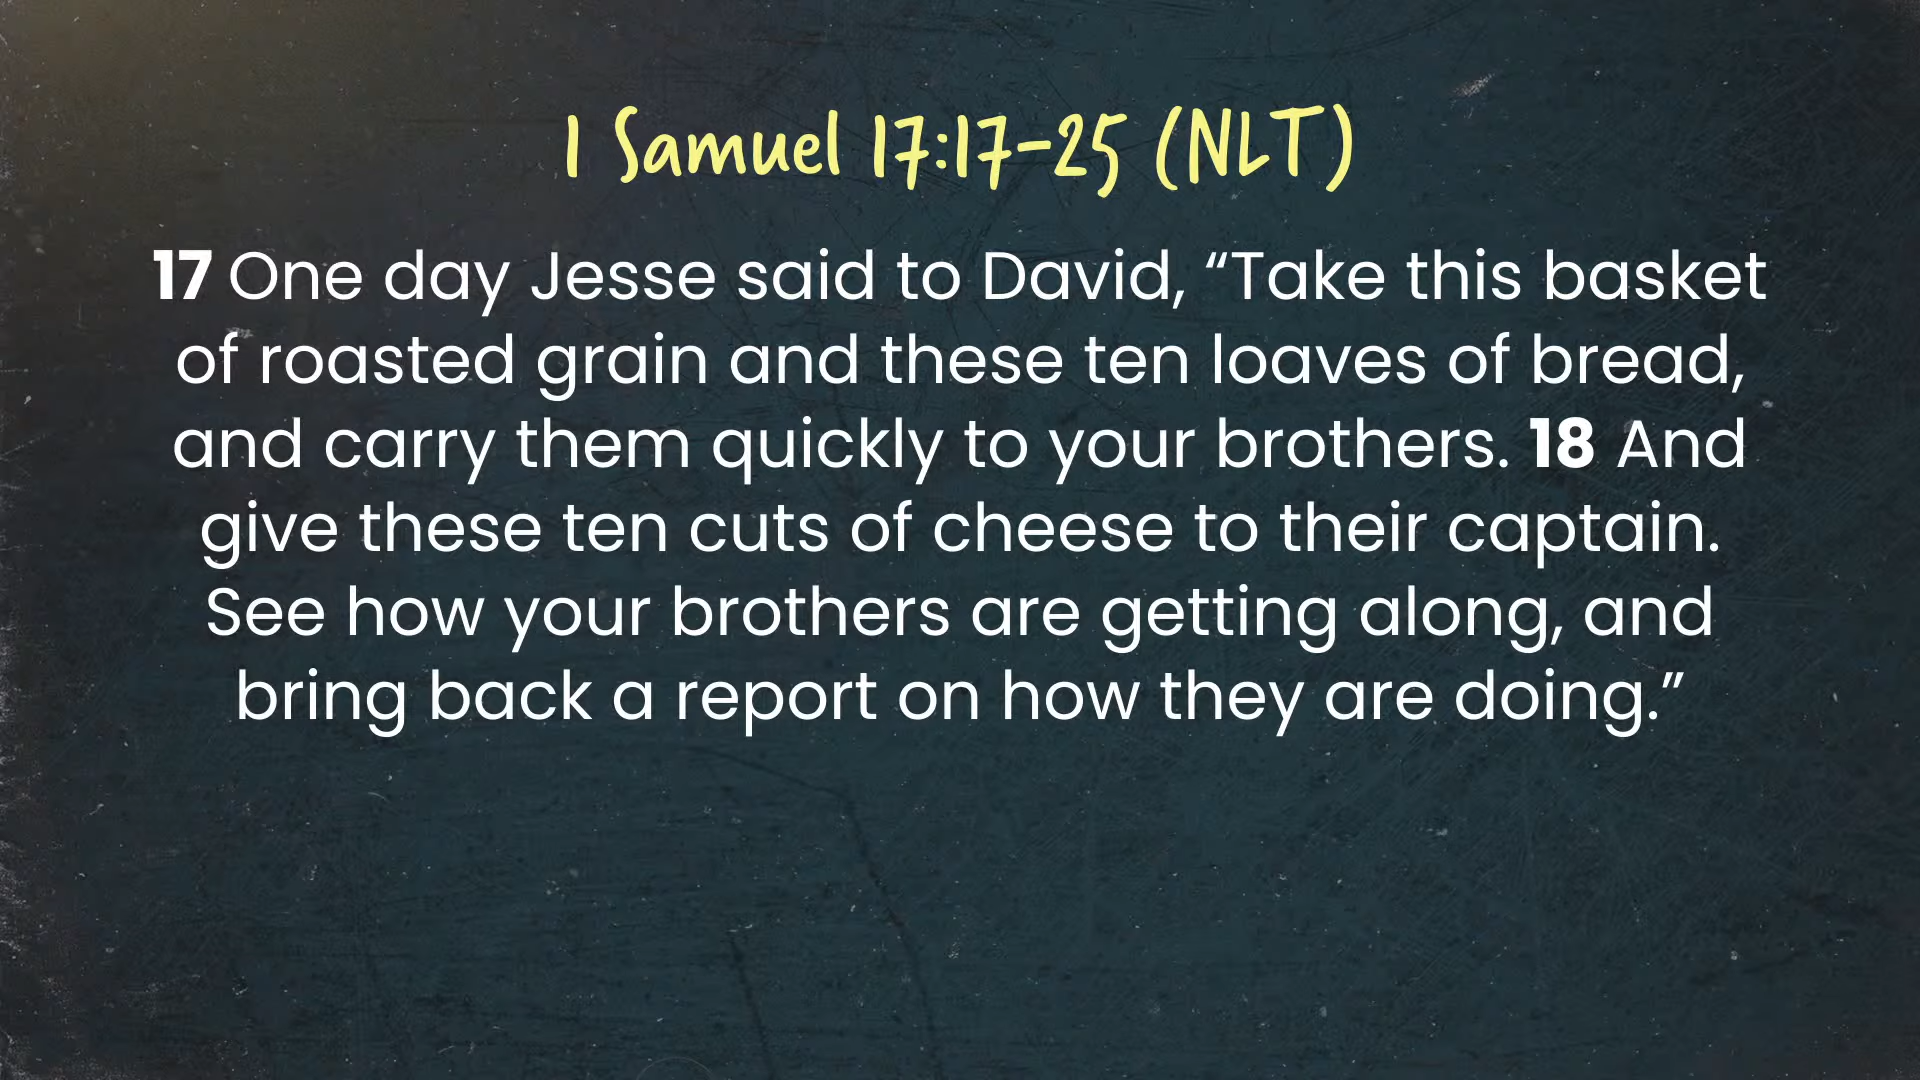 1 Samuel 17:17-25 (NLT)
17 One day Jesse said to David, “Take this basket
of roasted grain and these ten loaves of bread,
and carry them quickly to your brothers. 18 And
give these ten cuts of cheese to their captain.
See how your brothers are getting along, and
bring back a report on how they are doing.”